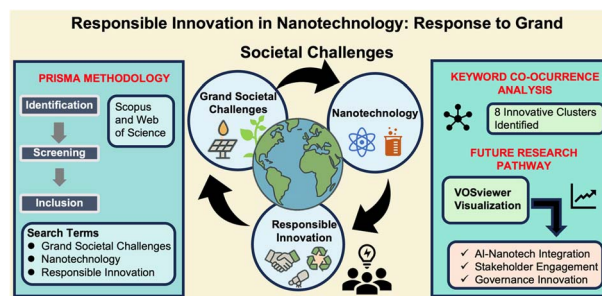 Responsible Innovation in Nanotechnology: Response to Grand
Societal Challenges
PRISMA METHODOLOGY
Identification
Screening
Inclusion
Scopus
and Web
of Science
Search Terms
Grand Societal Challenges
Nanotechnology
Responsible Innovation
Grand Societal
Challenges
Nanotechnology
Responsible
Innovation
KEYWORD CO-OCURRENCE
ANALYSIS
8 Innovative Clusters
Identified
FUTURE RESEARCH
PATHWAY
VOSviewer
Visualization
AI-Nanotech Integration
Stakeholder Engagement
Governance Innovation